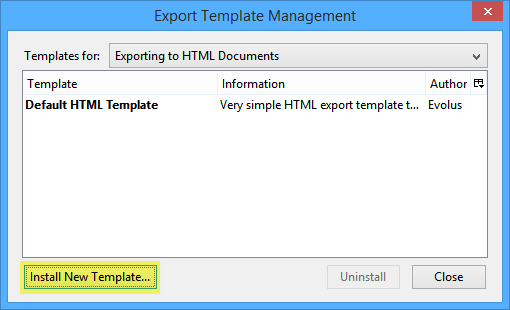 Export Template Management
Templates for: Exporting to HTML Documents
Template Information Author
Default HTML Template Very simple HTML export template t... Evolus
Install New Template... Uninstall Close